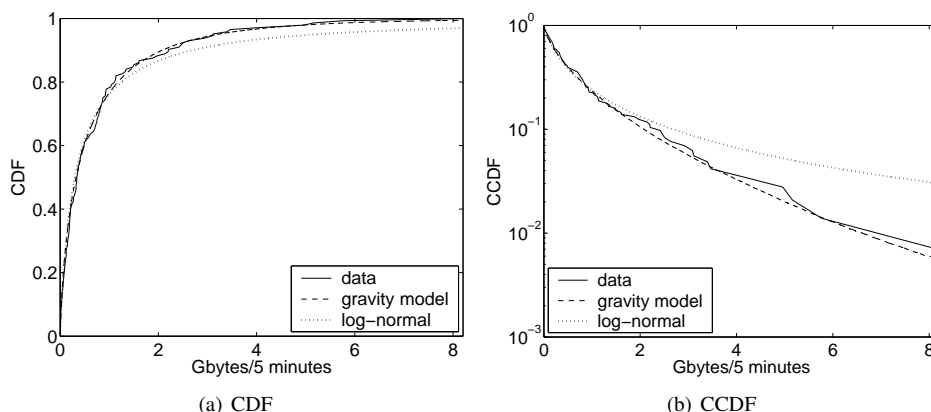 1
0.8
0.6
0.4
0.2
0
CDF
0 2 4 6 8
Gbytes/5 minutes
data
gravity model
log−normal
(a) CDF
10^0
10^−1
10^−2
10^−3
CCDF
0 2 4 6 8
Gbytes/5 minutes
data
gravity model
log−normal
(b) CCDF